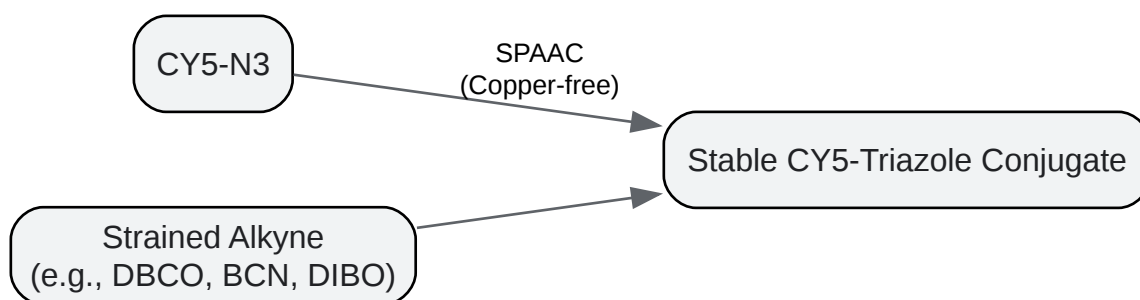 CY5-N3
SPAAC
(Copper-free)
Stable CY5-Triazole Conjugate
Strained Alkyne
(e.g., DBCO, BCN, DIBO)